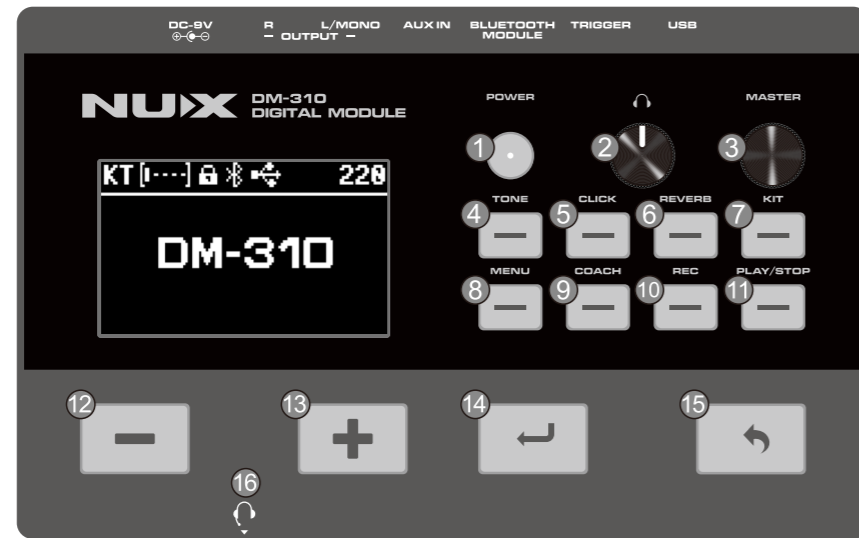 DC-9V
R L/MONO
OUTPUT
AUX IN
BLUETOOTH
MODULE
TRIGGER
USB
NUX
DM-310
DIGITAL MODULE
POWER
MASTER
1
2
3
KT [ı----] 220
DM-310
TONE
CLICK
REVERB
KIT
4
5
6
7
MENU
COACH
REC
PLAY/STOP
8
9
10
11
12
13
14
15
16